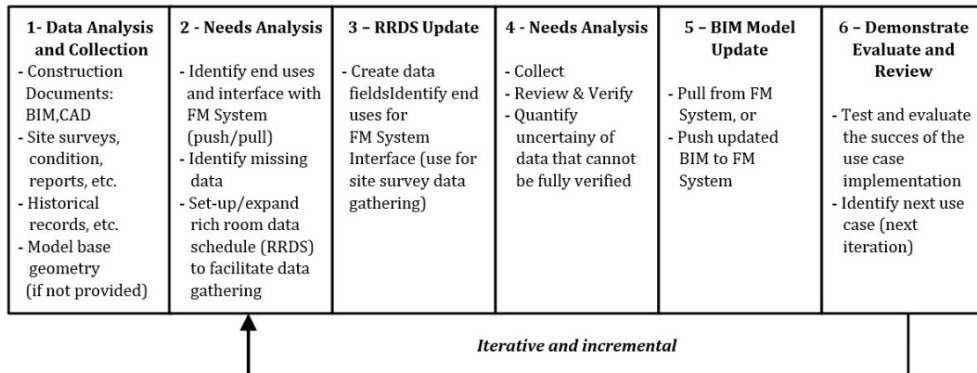 1- Data Analysis
and Collection
- Construction
Documents:
BIM,CAD
- Site surveys,
condition,
reports, etc.
- Historical
records, etc.
- Model base
geometry
(if not provided)
2 - Needs Analysis
- Identify end uses
and interface with
FM System
(push/pull)
- Identify missing
data
- Set-up/expand
rich room data
schedule (RRDS)
to facilitate data
gathering
3 – RRDS Update
- Create data
fieldsIdentify end
uses for
FM System
Interface (use for
site survey data
gathering)
4 - Needs Analysis
- Collect
- Review & Verify
- Quantify
uncertainy of
data that cannot
be fully verified
5 – BIM Model
Update
- Pull from FM
System, or
- Push updated
BIM to FM
System
6 – Demonstrate
Evaluate and
Review
- Test and evaluate
the succes of the
use case
implementation
- Identify next use
case (next
iteration)
Iterative and incremental